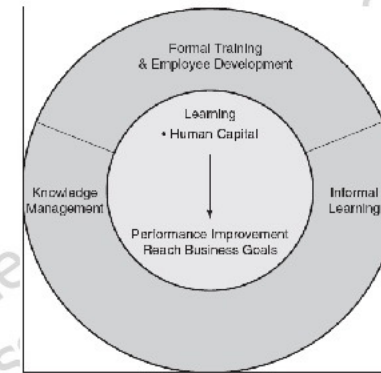 Formal Training
& Employee Development
Learning
• Human Capital
Knowledge
Management
Informal
Learning
Performance Improvement
Reach Business Goals